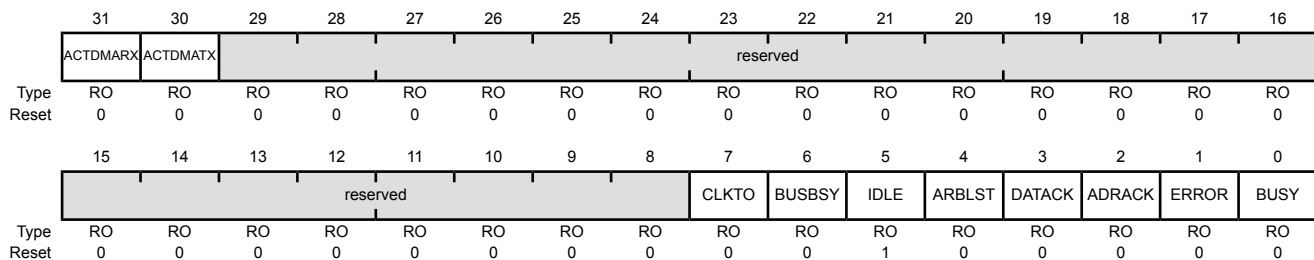 31 30 29 28 27 26 25 24 23 22 21 20 19 18 17 16
ACTDMARX ACTDMATX reserved
Type RO RO RO RO RO RO RO RO RO RO RO RO RO RO RO RO
Reset 0 0 0 0 0 0 0 0 0 0 0 0 0 0 0 0
15 14 13 12 11 10 9 8 7 6 5 4 3 2 1 0
reserved CLKTO BUSBSY IDLE ARBLST DATACK ADRACK ERROR BUSY
Type RO RO RO RO RO RO RO RO RO RO RO RO RO RO RO RO
Reset 0 0 0 0 0 0 0 0 0 0 1 0 0 0 0 0